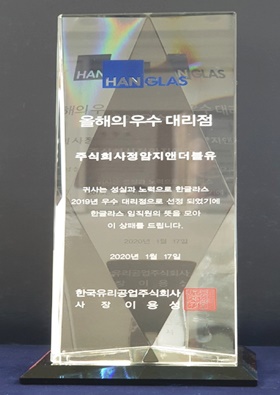 HANGLAS
올해의 우수 대리점
주식회사정암지앤더블유
귀사는 성실과 노력으로 한글라스
2019년 우수 대리점으로 선정 되었기에
한글라스 임직원의 뜻을 모아
이 상패를 드립니다.
2020년 1월 17일
한국유리공업주식회사
사 장 이 용 성